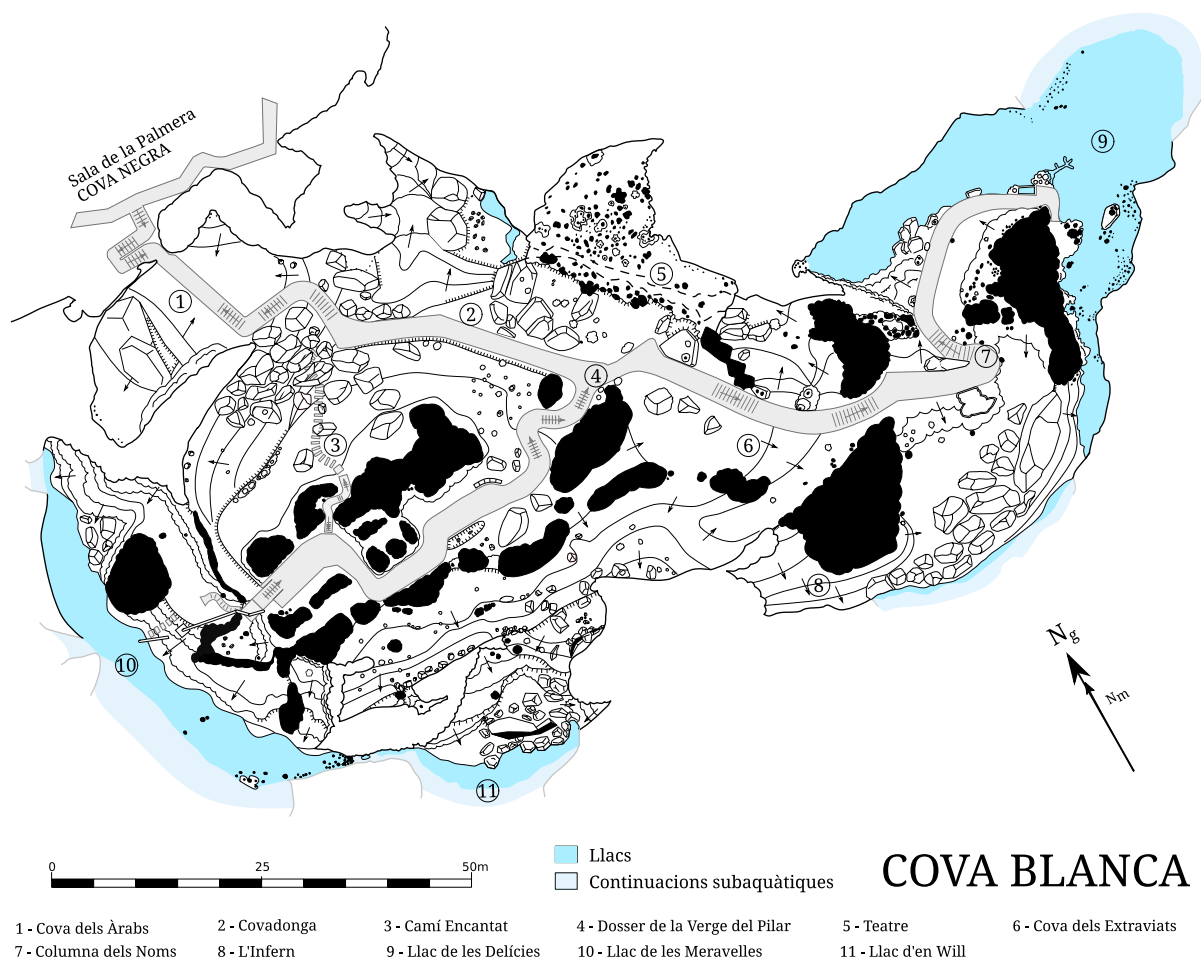 Sala de la Palmera
COVA NEGRA
1
2
3
4
5
6
7
8
9
10
11
Ng
Nm
0 25 50m
Llacs
Continuacions subaquàtiques
COVA BLANCA
1 - Cova dels Àrabs 2 - Covadonga 3 - Camí Encantat 4 - Dosser de la Verge del Pilar 5 - Teatre 6 - Cova dels Extraviats
7 - Columna dels Noms 8 - L'Infern 9 - Llac de les Delícies 10 - Llac de les Meravelles 11 - Llac d'en Will